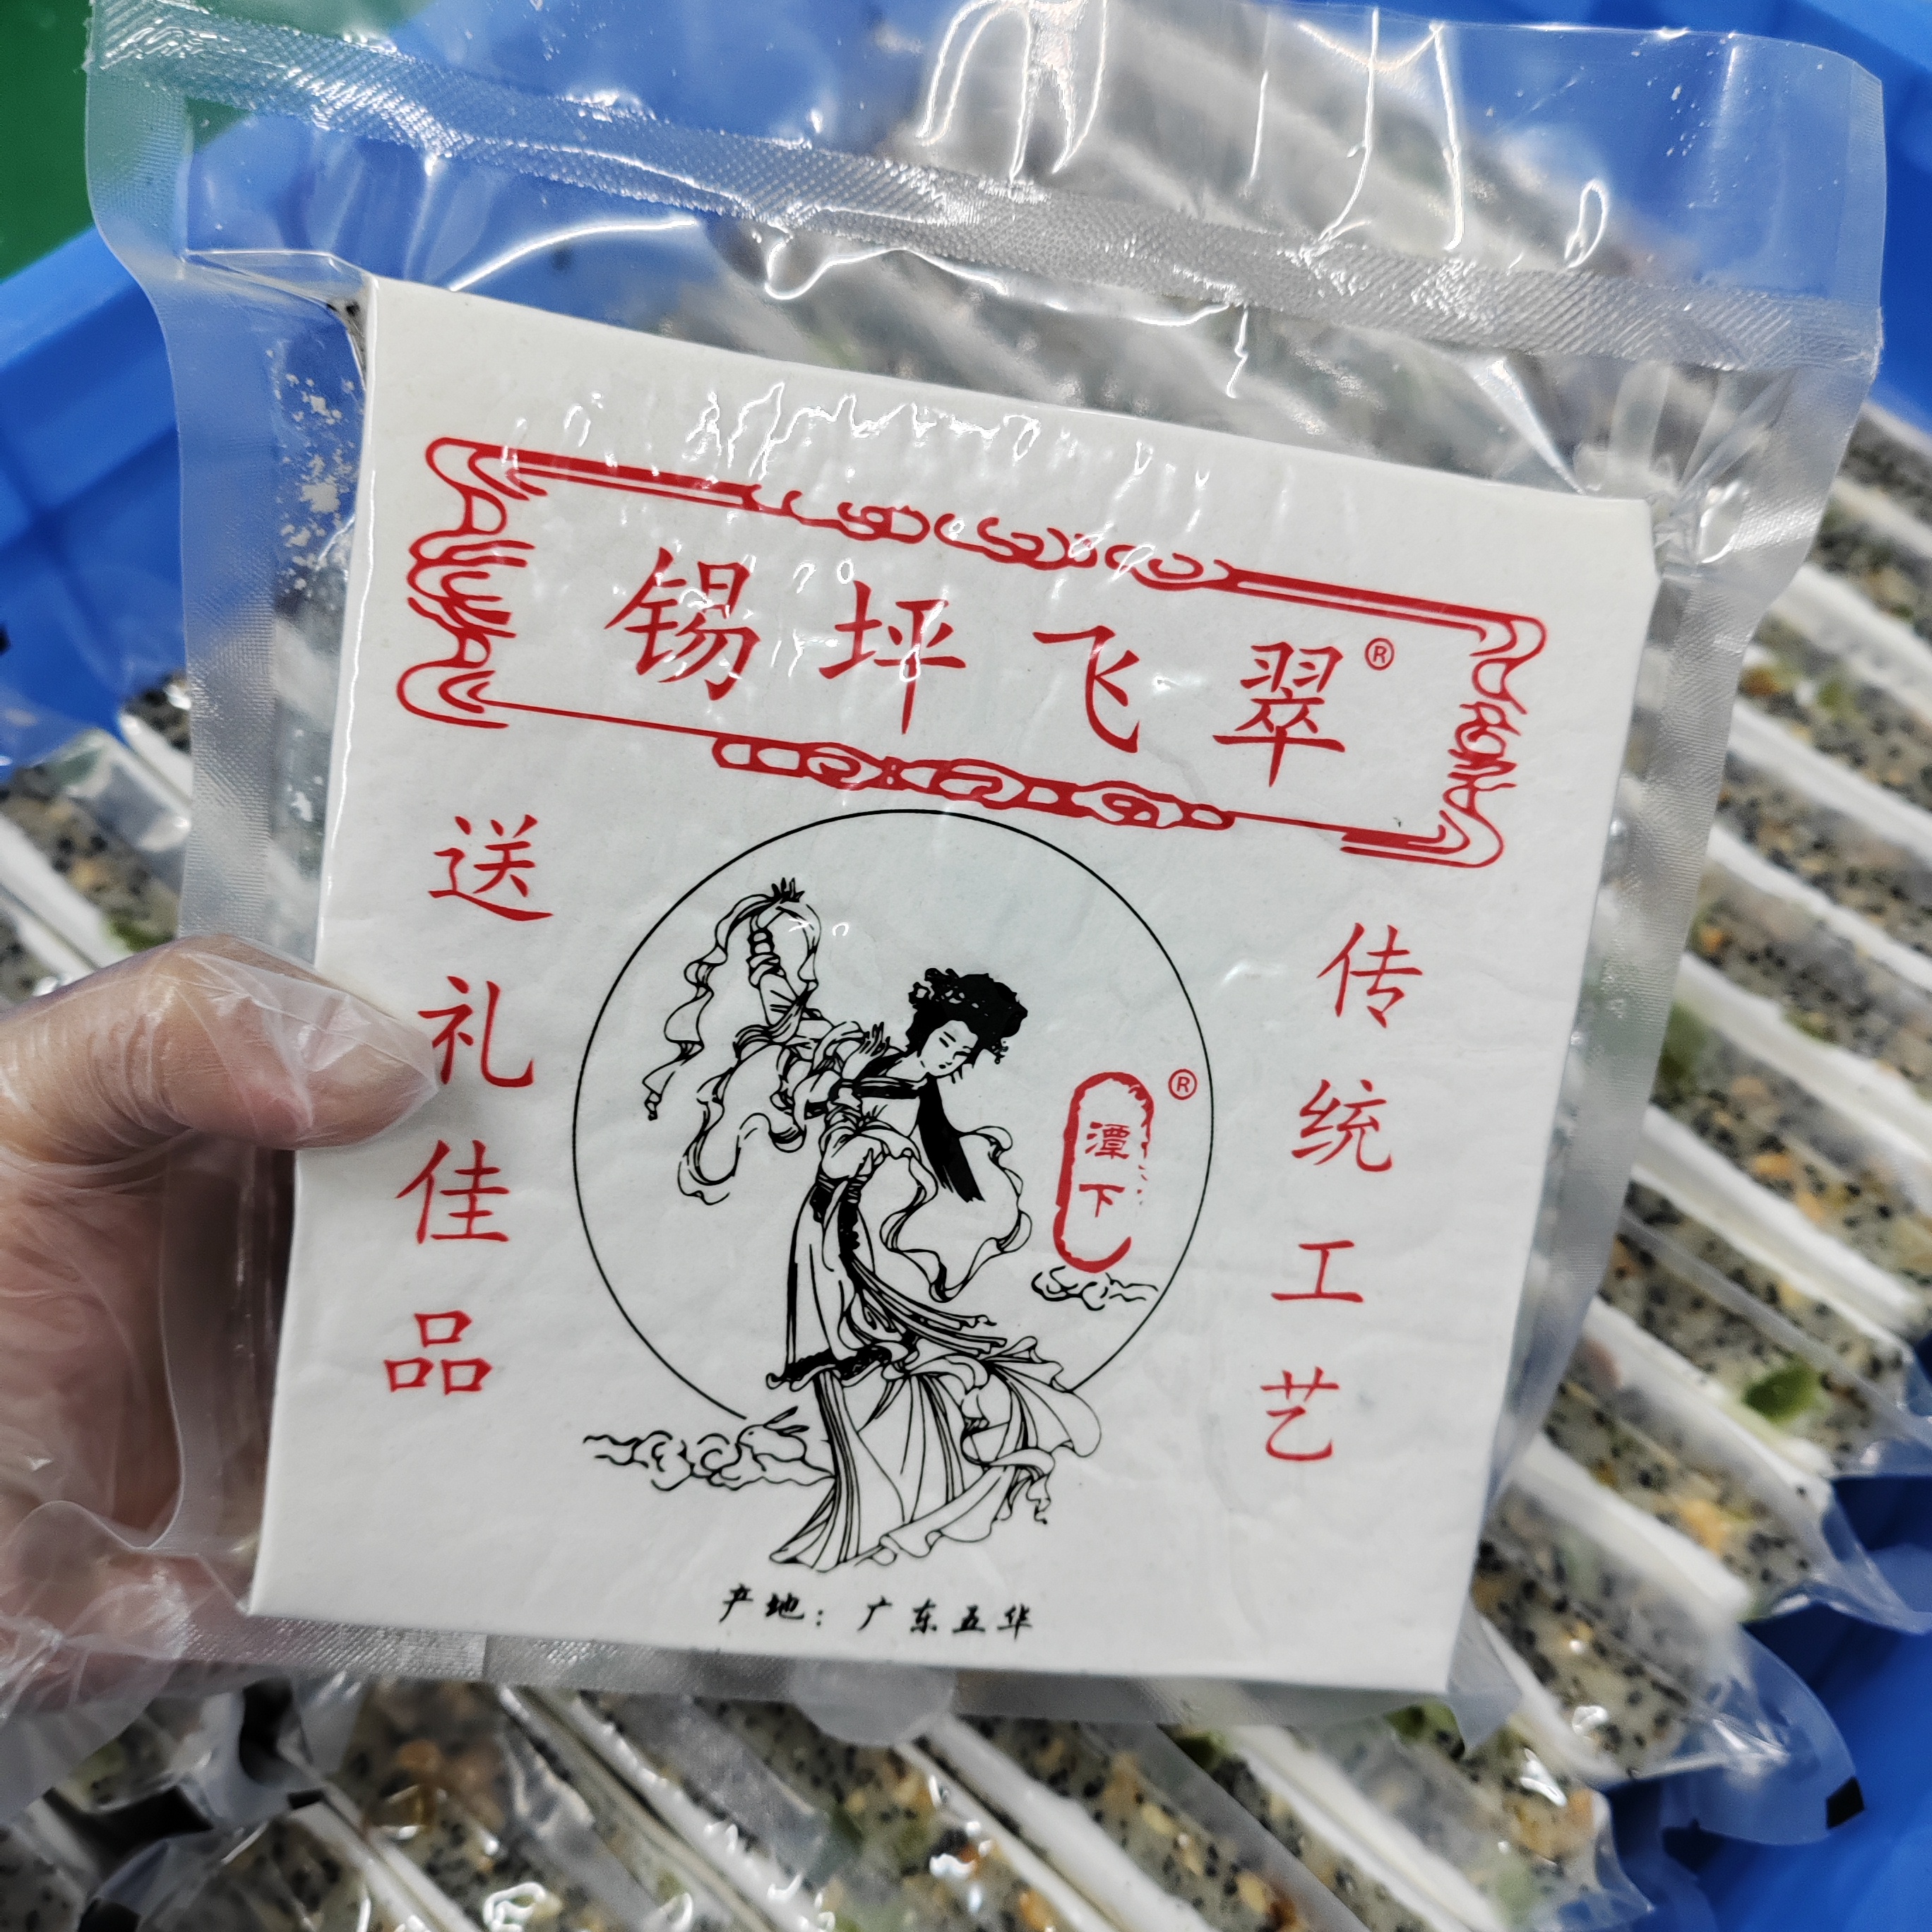 锡坪飞翠®
送礼佳品
传统工艺
潭下®
产地：广东五华